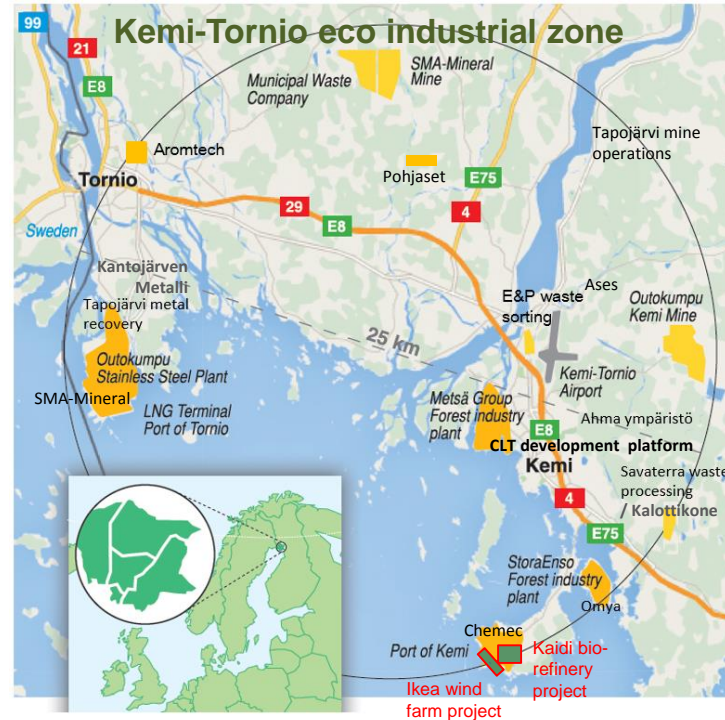 Kemi-Tornio eco industrial zone
99
21
E8
Municipal Waste
Company
SMA-Mineral
Mine
Aromtech
Tornio
Pohjaset
Tapojärvi mine
operations
E75
4
29
E8
Sweden
Kantojärven
Metalli
Tapojärvi metal
recovery
25 km
E&P waste
sorting
Ases
Outokumpu
Kemi Mine
Outokumpu
Stainless Steel Plant
SMA-Mineral
LNG Terminal
Port of Tornio
Kemi-Tornio
Airport
Metsä Group
Forest industry
plant
Ahma ympäristö
E8
CLT development platform
Kemi
Savaterra waste
processing
/ Kalottikone
4
E75
StoraEnso
Forest industry
plant
Omya
Chemec
Port of Kemi
Kaidi bio-
refinery
project
Ikea wind
farm project